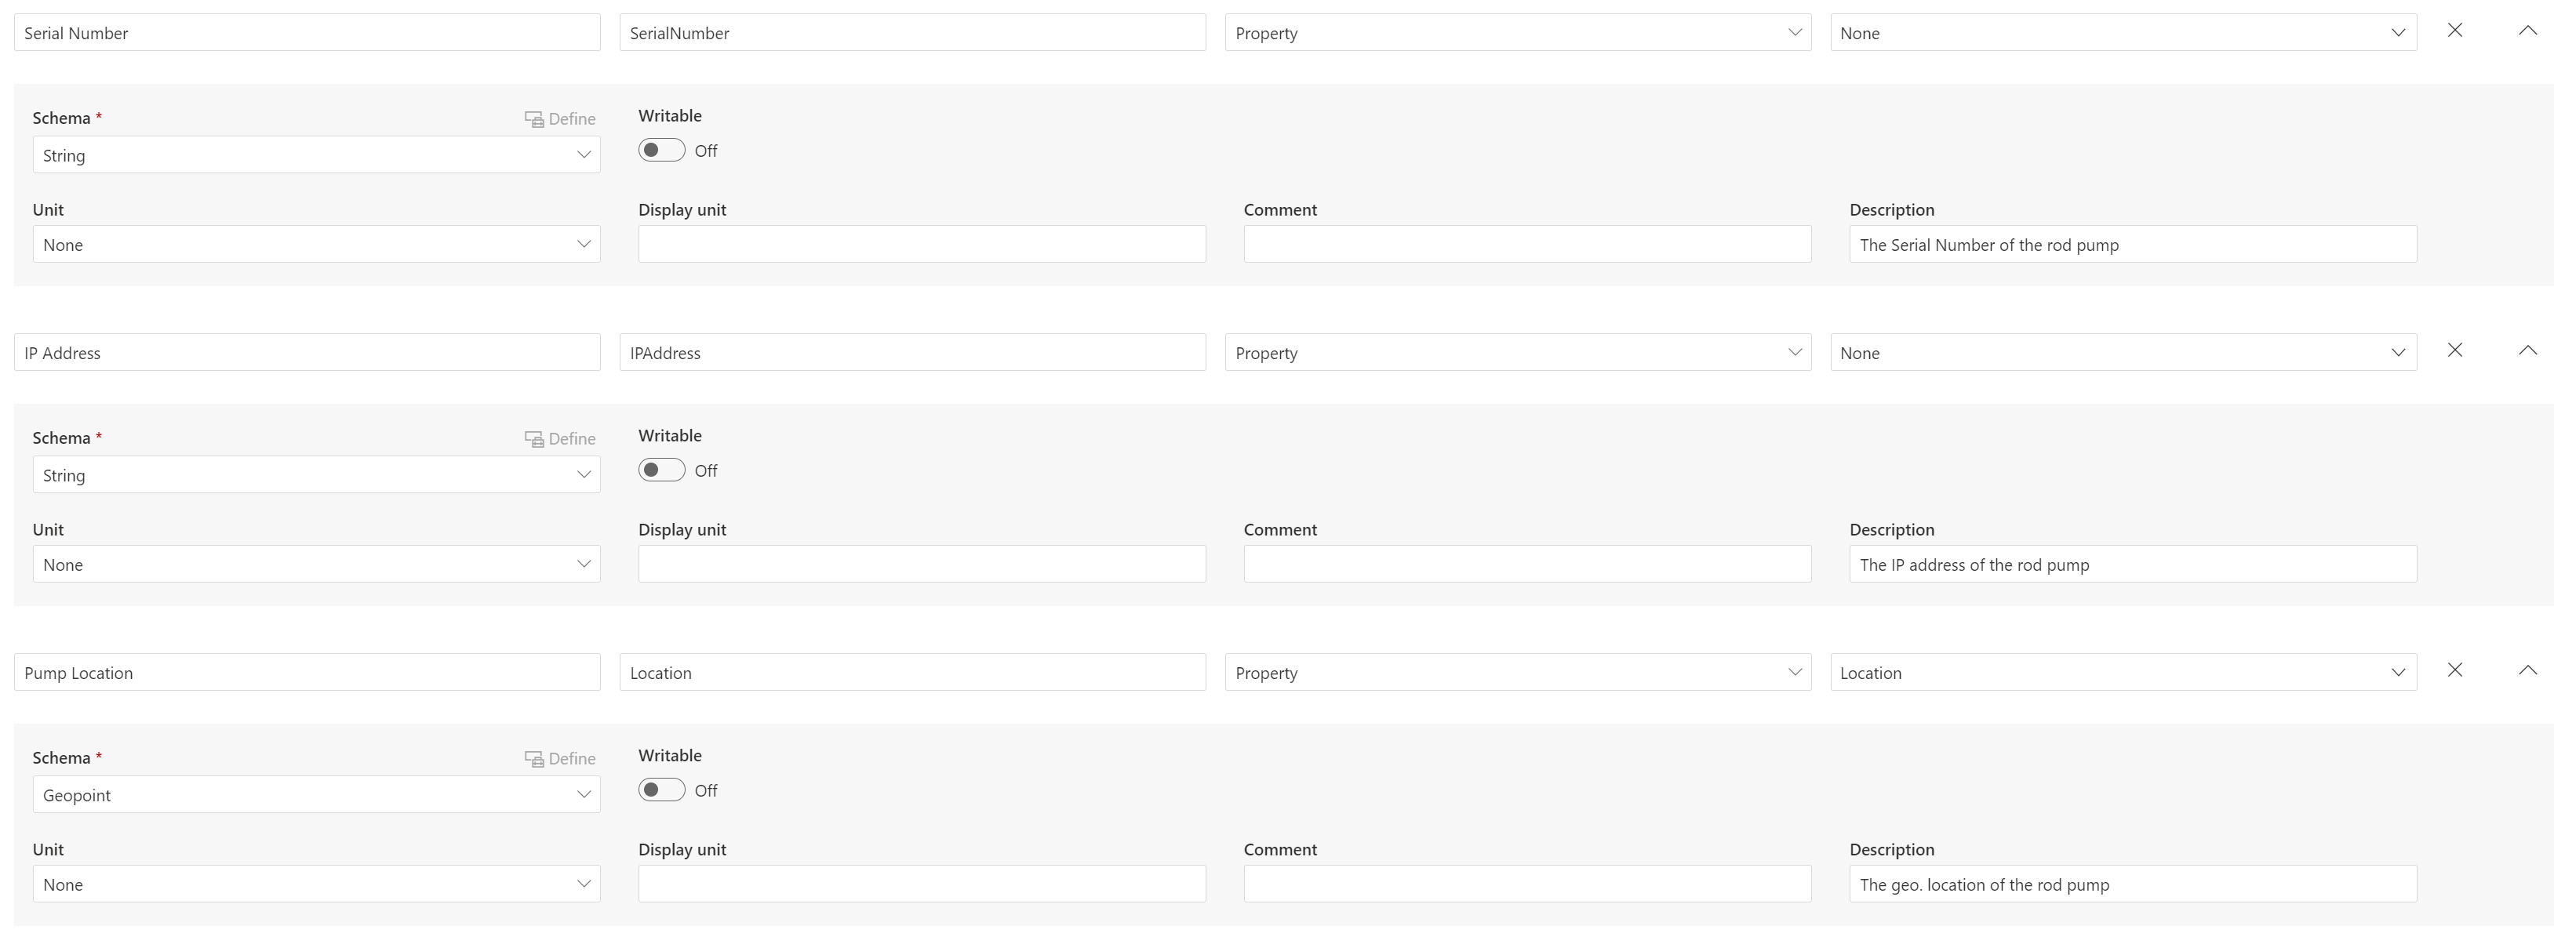 Serial Number SerialNumber Property None
Schema * Define Writable
String Off
Unit Display unit Comment Description
None The Serial Number of the rod pump
IP Address IPAddress Property None
Schema * Define Writable
String Off
Unit Display unit Comment Description
None The IP address of the rod pump
Pump Location Location Property Location
Schema * Define Writable
Geopoint Off
Unit Display unit Comment Description
None The geo. location of the rod pump